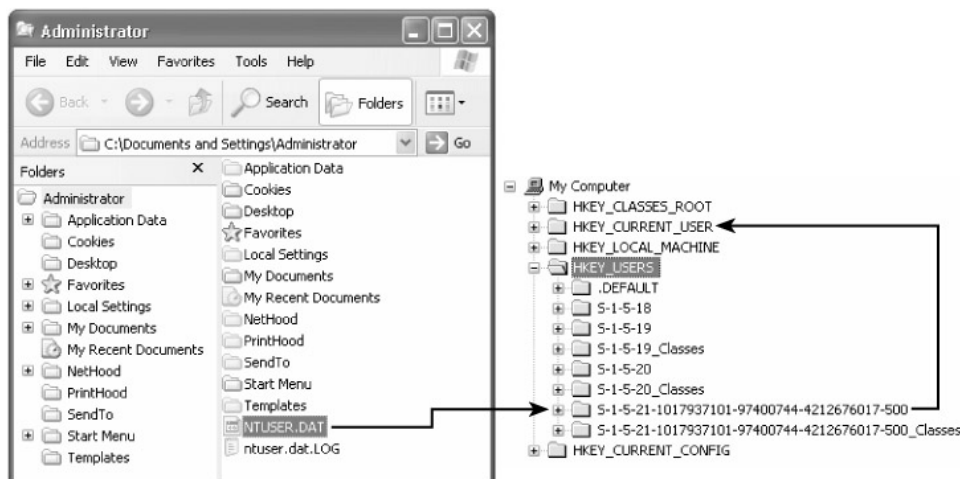 Administrator
File Edit View Favorites Tools Help
Back Search Folders
Address C:\Documents and Settings\Administrator Go
Folders X
Administrator
Application Data
Cookies
Desktop
Favorites
Local Settings
My Documents
My Recent Documents
NetHood
PrintHood
SendTo
Start Menu
Templates
Application Data
Cookies
Desktop
Favorites
Local Settings
My Documents
My Recent Documents
NetHood
PrintHood
SendTo
Start Menu
Templates
NTUSER.DAT
ntuser.dat.LOG
My Computer
HKEY_CLASSES_ROOT
HKEY_CURRENT_USER
HKEY_LOCAL_MACHINE
HKEY_USERS
.DEFAULT
S-1-5-18
S-1-5-19
S-1-5-19_Classes
S-1-5-20
S-1-5-20_Classes
S-1-5-21-1017937101-97400744-4212676017-500
S-1-5-21-1017937101-97400744-4212676017-500_Classes
HKEY_CURRENT_CONFIG